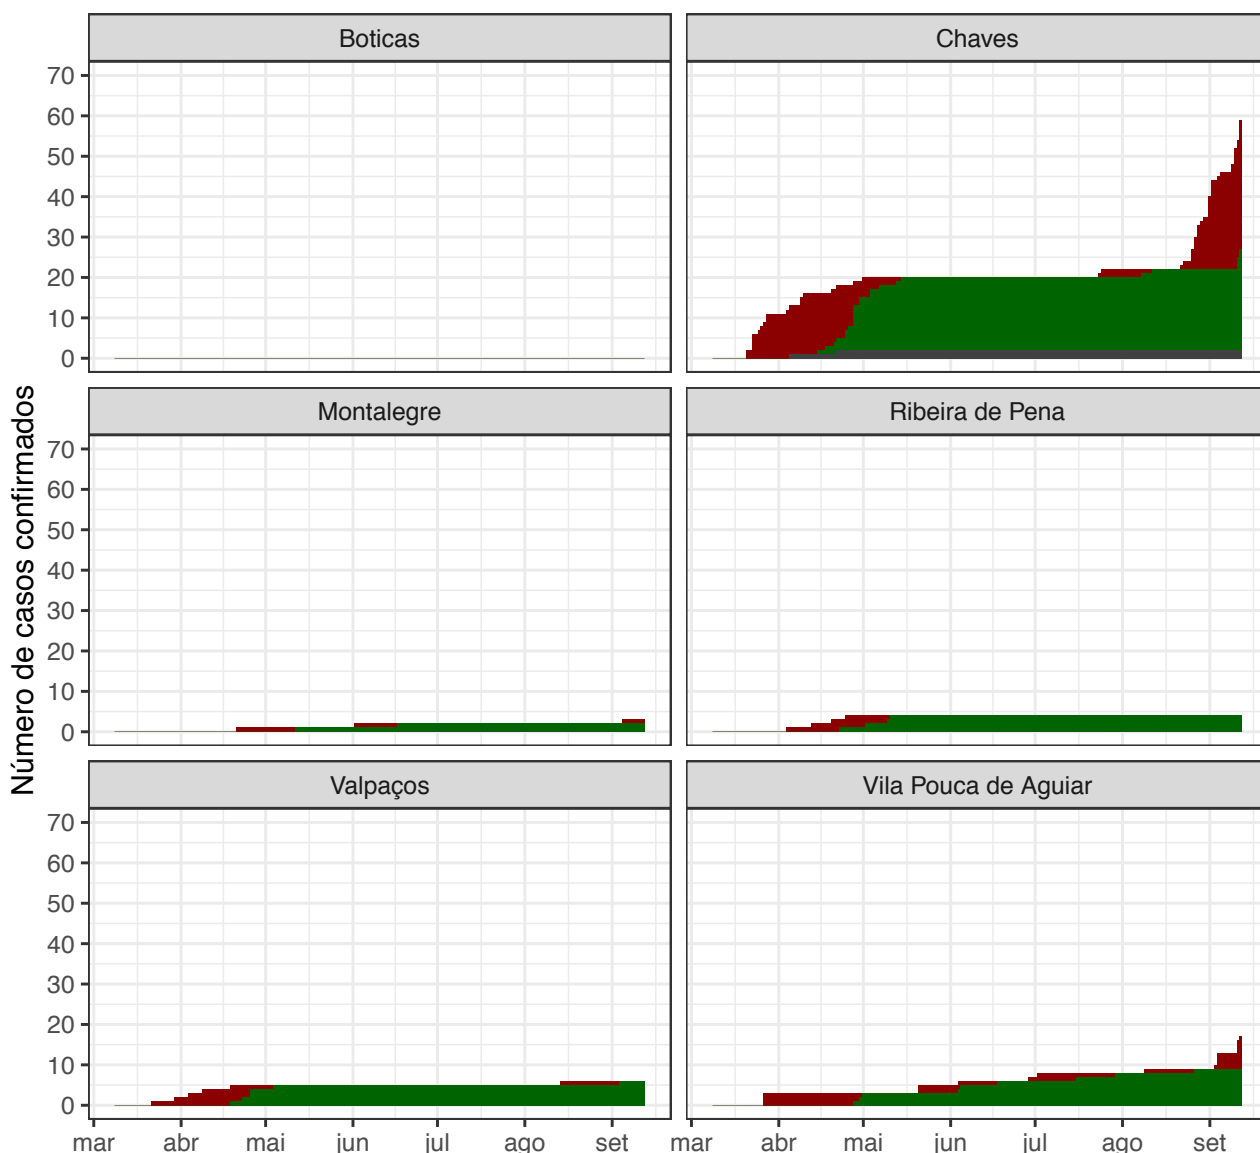 Boticas
Chaves
70
60
50
40
30
20
10
0
Montalegre
Ribeira de Pena
70
60
50
40
30
20
10
0
Número de casos confirmados
Valpaços
Vila Pouca de Aguiar
70
60
50
40
30
20
10
0
mar abr mai jun jul ago set
mar abr mai jun jul ago set